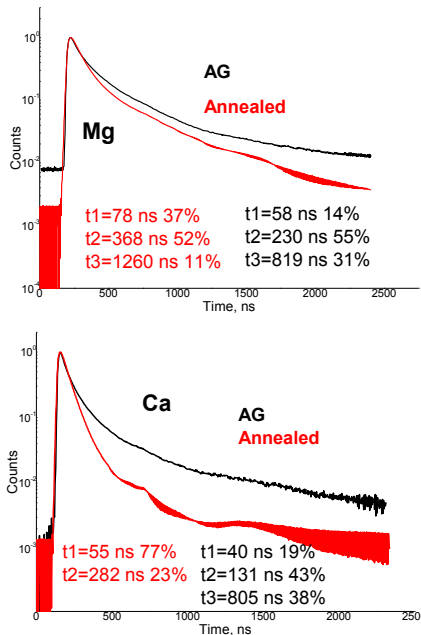 10^0
AG
10^-1
Annealed
Counts
Mg
10^-2
t1=78 ns 37% t1=58 ns 14%
t2=368 ns 52% t2=230 ns 55%
10^-3
t3=1260 ns 11% t3=819 ns 31%
10^-4
0 500 1000 1500 2000 2500
Time, ns
10^0
Ca
AG
10^-1
Annealed
Counts
10^-2
10^-3
t1=55 ns 77% t1=40 ns 19%
t2=282 ns 23% t2=131 ns 43%
t3=805 ns 38%
0 500 1000 1500 2000 250
Time, ns